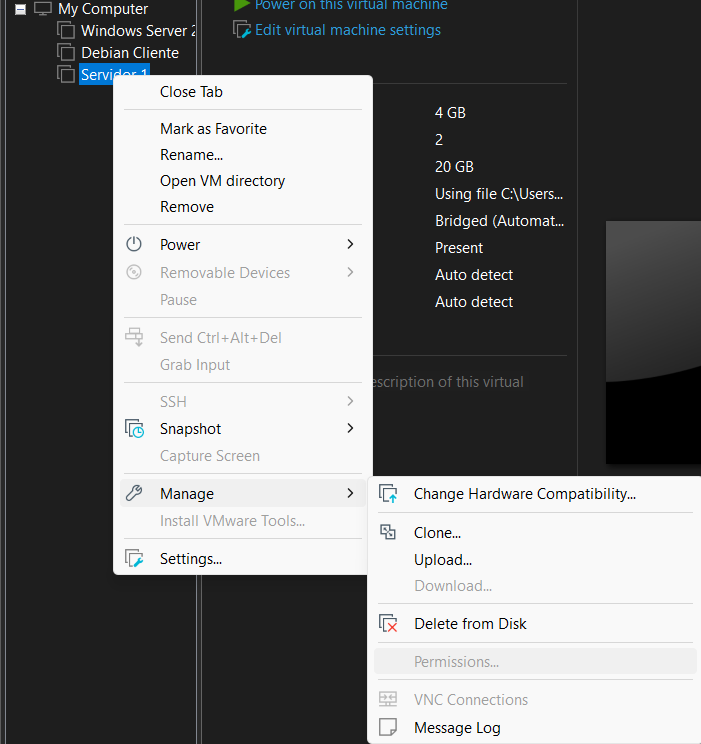 My Computer
Windows Server 2
Debian Cliente
Servidor 1
Power on this virtual machine
Edit virtual machine settings
4 GB
2
20 GB
Using file C:\Users...
Bridged (Automat...
Present
Auto detect
Auto detect
escription of this virtual
Close Tab
Mark as Favorite
Rename...
Open VM directory
Remove
Power
Removable Devices
Pause
Send Ctrl+Alt+Del
Grab Input
SSH
Snapshot
Capture Screen
Manage
Install VMware Tools...
Settings...
Change Hardware Compatibility...
Clone...
Upload...
Download...
Delete from Disk
Permissions...
VNC Connections
Message Log